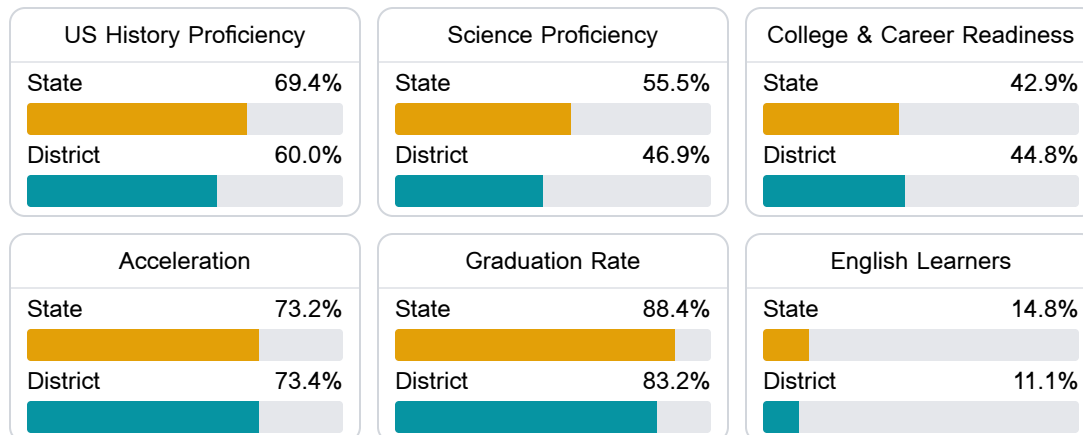 US History Proficiency
State 69.4%
District 60.0%
Science Proficiency
State 55.5%
District 46.9%
College & Career Readiness
State 42.9%
District 44.8%
Acceleration
State 73.2%
District 73.4%
Graduation Rate
State 88.4%
District 83.2%
English Learners
State 14.8%
District 11.1%